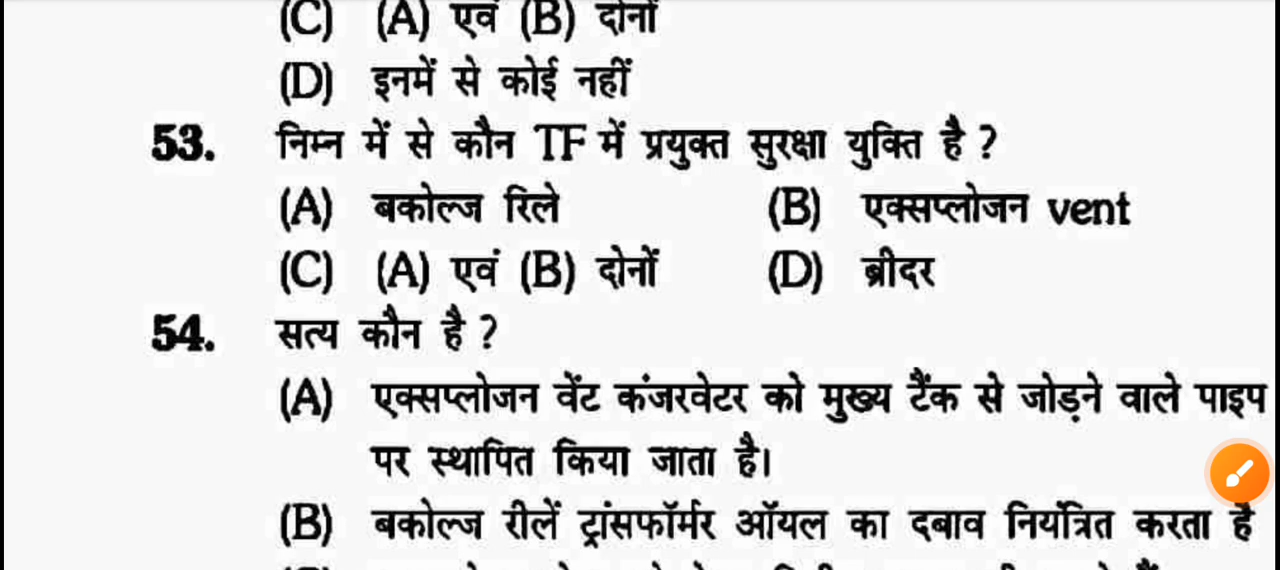 (C) (A) एवं (B) दोनों
(D) इनमें से कोई नहीं
53. निम्न में से कौन TF में प्रयुक्त सुरक्षा युक्ति है ?
(A) बकोल्ज रिले (B) एक्सप्लोजन vent
(C) (A) एवं (B) दोनों (D) ब्रीदर
54. सत्य कौन है ?
(A) एक्सप्लोजन वेंट कंजरवेटर को मुख्य टैंक से जोड़ने वाले पाइप
पर स्थापित किया जाता है।
(B) बकोल्ज रीलें ट्रांसफॉर्मर ऑयल का दबाव नियंत्रित करता है